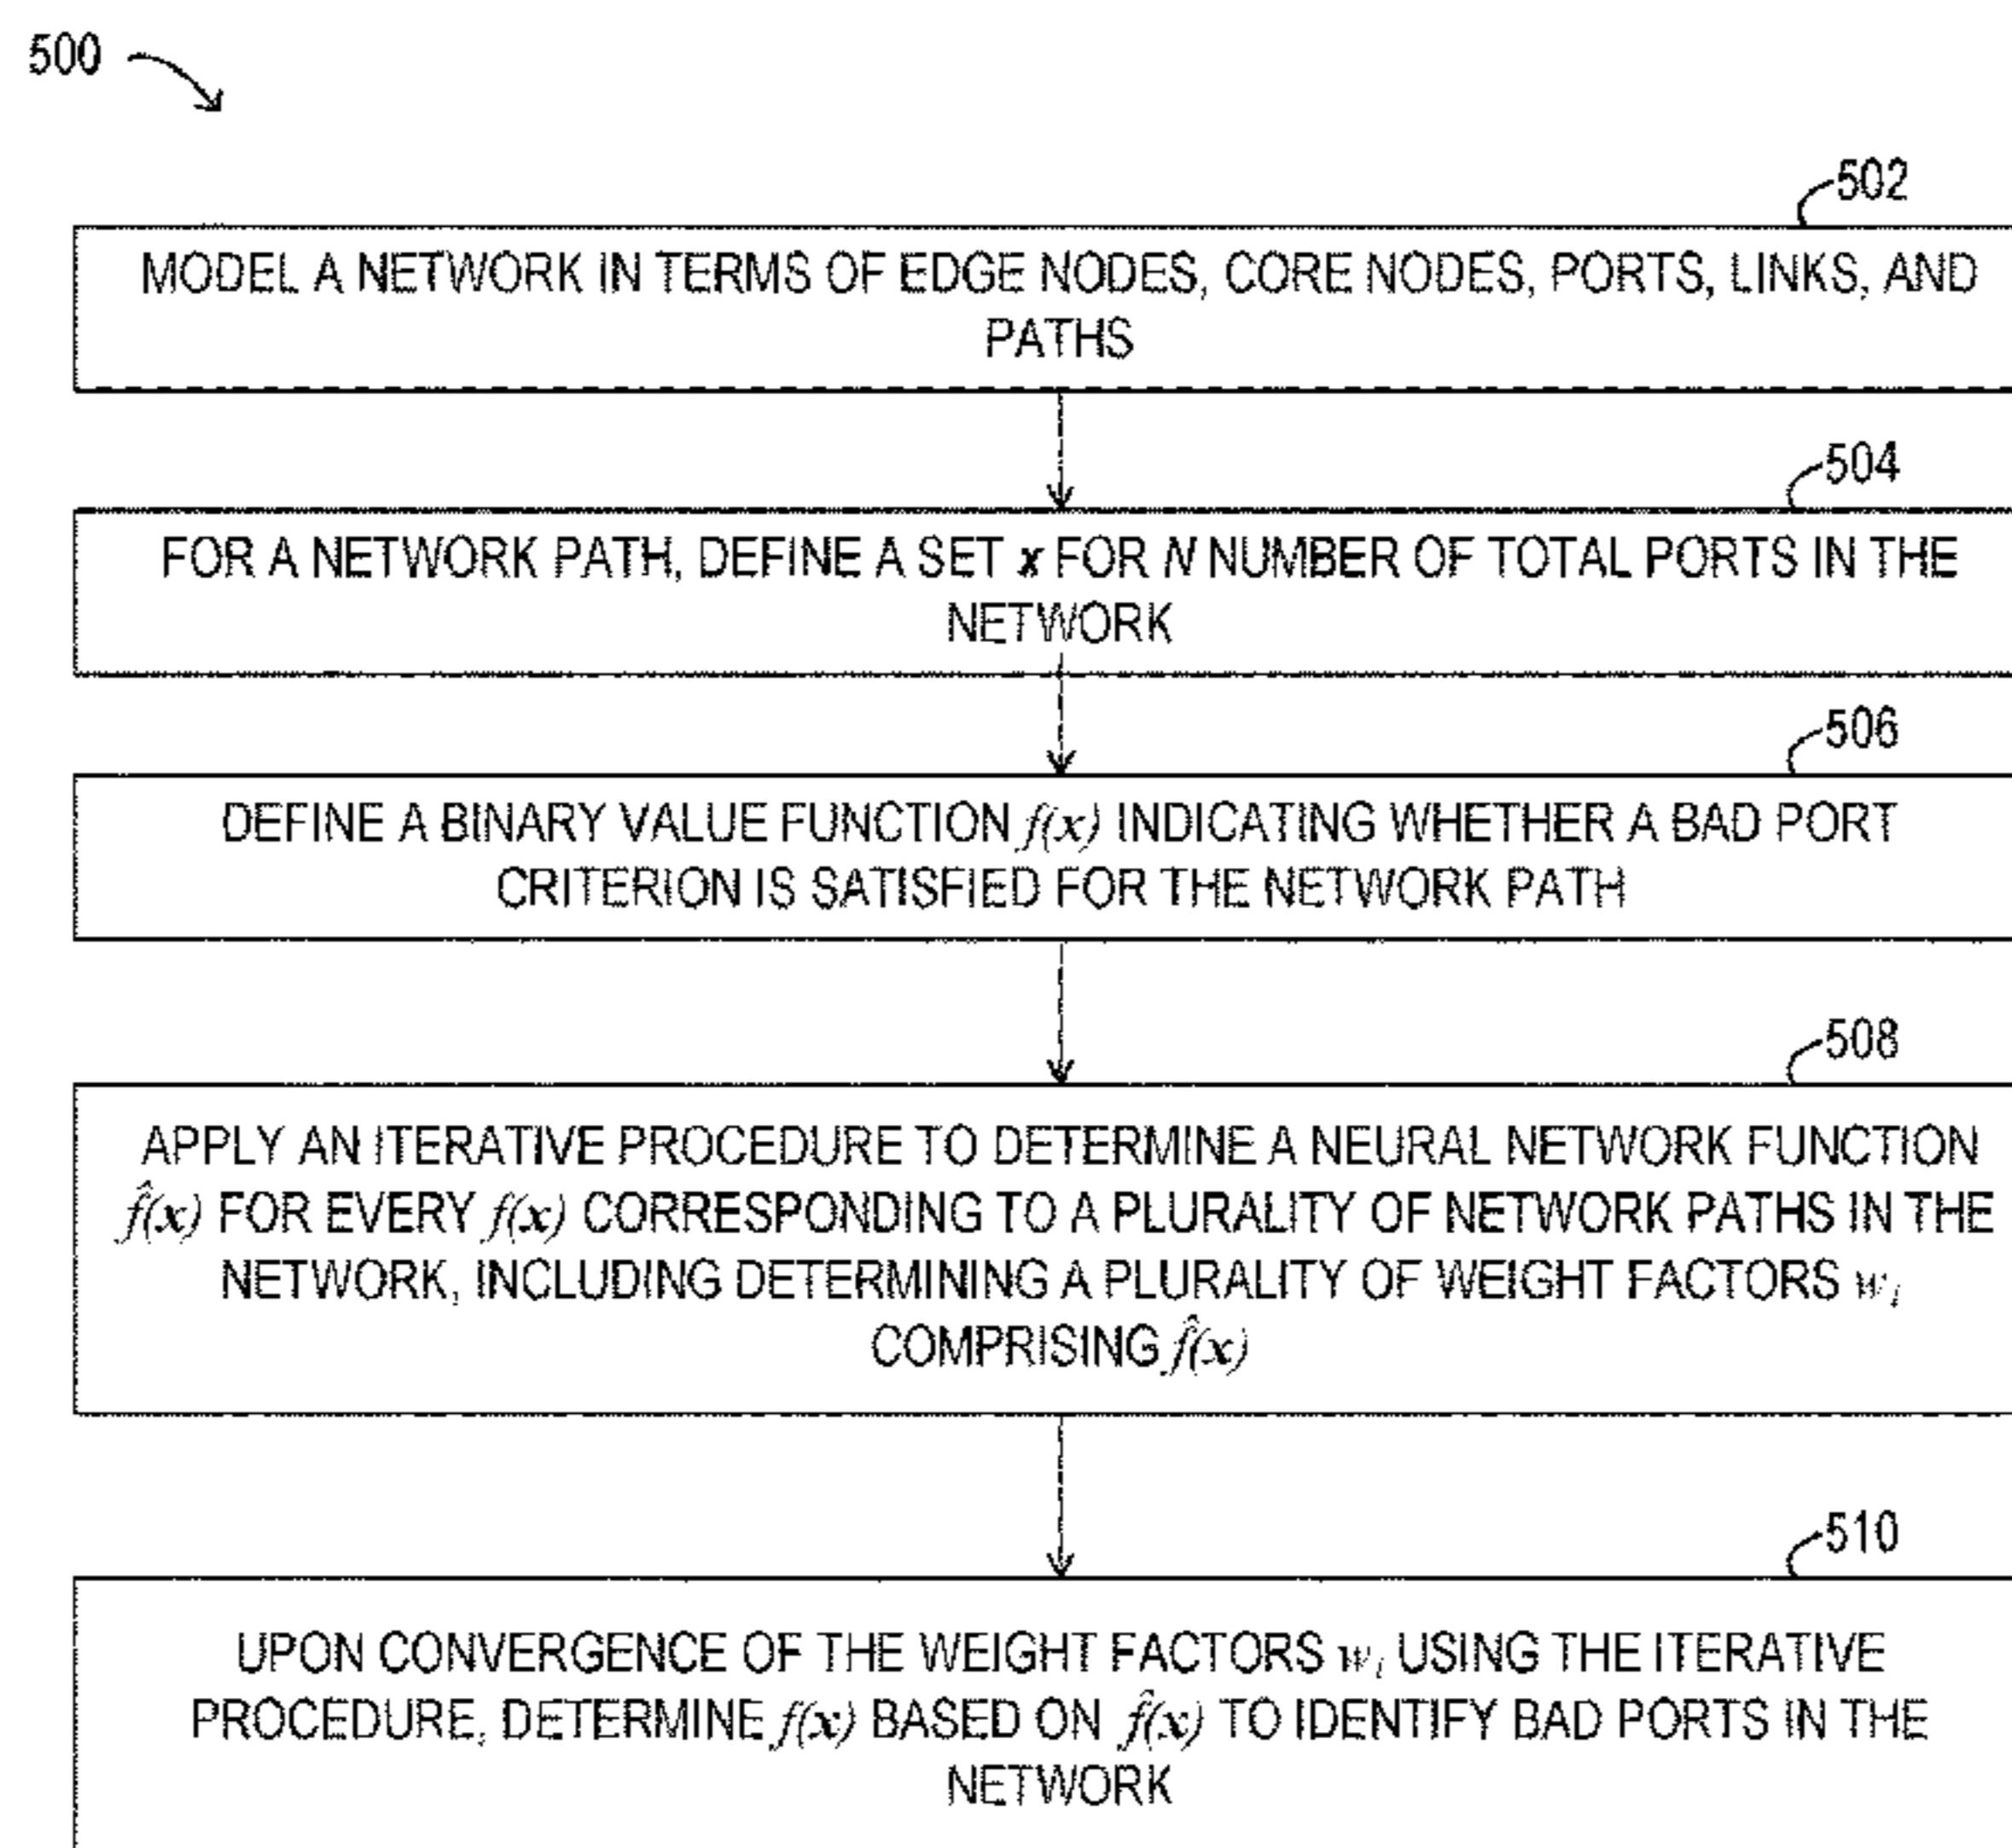 500
502
MODEL A NETWORK IN TERMS OF EDGE NODES, CORE NODES, PORTS, LINKS, AND
PATHS
504
FOR A NETWORK PATH, DEFINE A SET x FOR N NUMBER OF TOTAL PORTS IN THE
NETWORK
506
DEFINE A BINARY VALUE FUNCTION f(x) INDICATING WHETHER A BAD PORT
CRITERION IS SATISFIED FOR THE NETWORK PATH
508
APPLY AN ITERATIVE PROCEDURE TO DETERMINE A NEURAL NETWORK FUNCTION
f̂(x) FOR EVERY f(x) CORRESPONDING TO A PLURALITY OF NETWORK PATHS IN THE
NETWORK, INCLUDING DETERMINING A PLURALITY OF WEIGHT FACTORS wᵢ
COMPRISING f̂(x)
510
UPON CONVERGENCE OF THE WEIGHT FACTORS wᵢ USING THE ITERATIVE
PROCEDURE, DETERMINE f(x) BASED ON f̂(x) TO IDENTIFY BAD PORTS IN THE
NETWORK